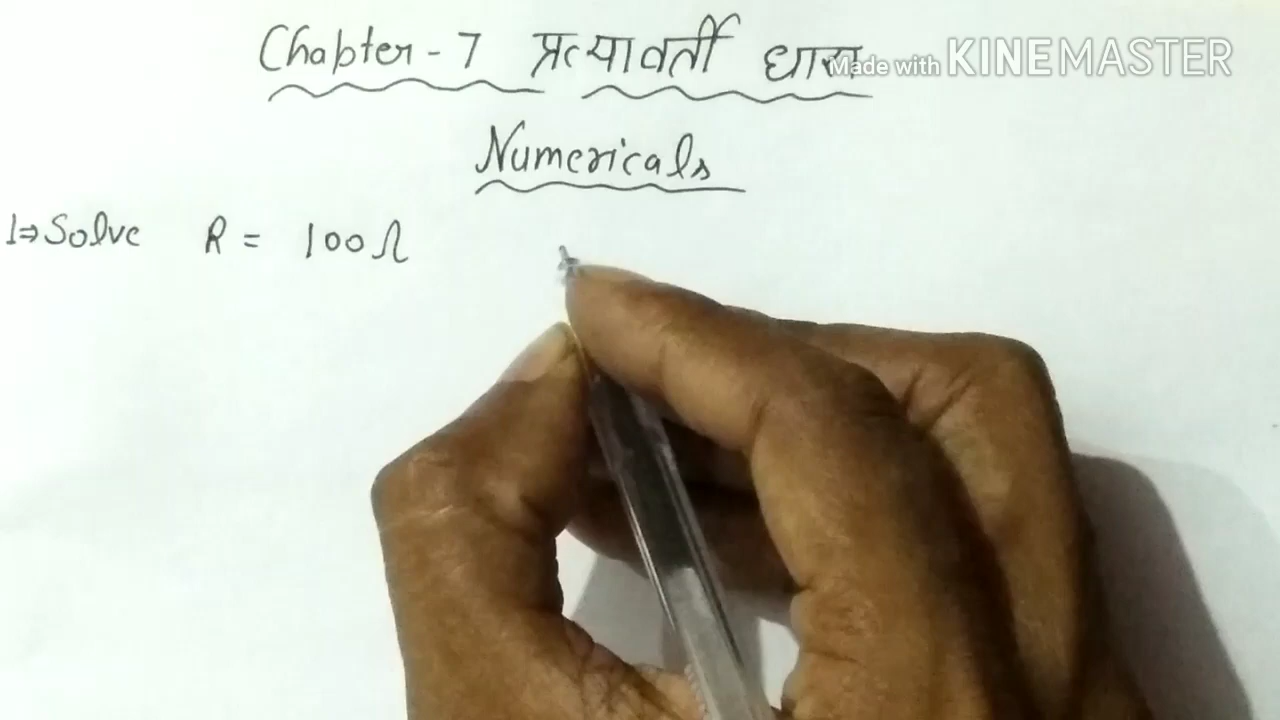 Chapter - 7 प्रत्यावर्ती धारा
Made with KINEMASTER
Numericals
1⇒ Solve R = 100Ω